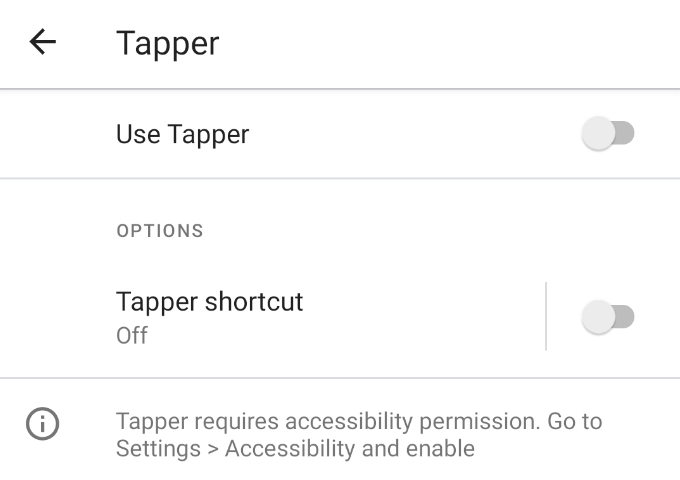 Tapper
Use Tapper
OPTIONS
Tapper shortcut
Off
Tapper requires accessibility permission. Go to
Settings > Accessibility and enable